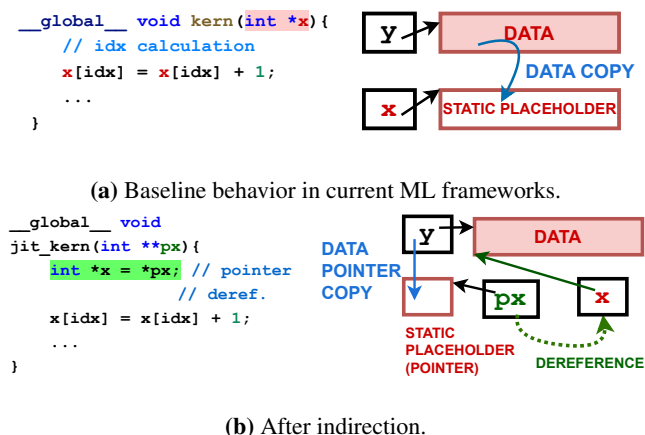 __global__ void kern(int *x){
// idx calculation
x[idx] = x[idx] + 1;
...
}
y
DATA
DATA COPY
x
STATIC PLACEHOLDER
(a) Baseline behavior in current ML frameworks.
__global__ void
jit_kern(int **px){
int *x = *px; // pointer
// deref.
x[idx] = x[idx] + 1;
...
}
y
DATA
DATA
POINTER
COPY
px
x
STATIC
PLACEHOLDER
(POINTER)
DEREFERENCE
(b) After indirection.